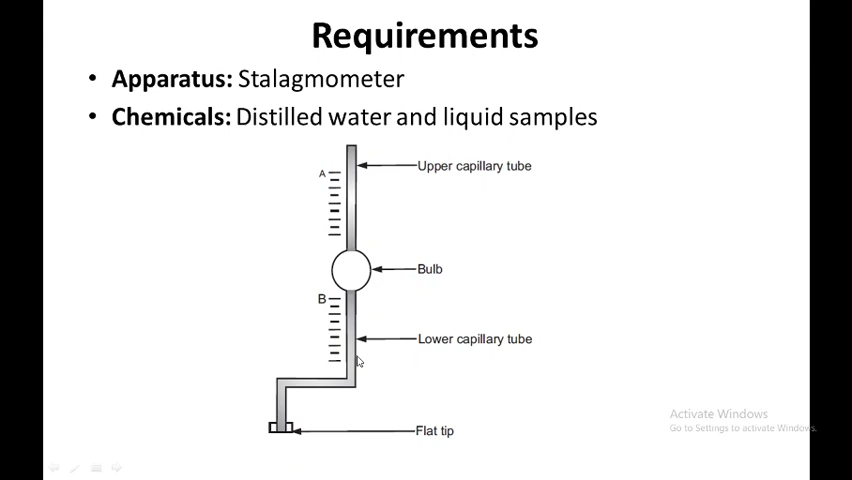 Requirements
• Apparatus: Stalagmometer
• Chemicals: Distilled water and liquid samples
A
Upper capillary tube
Bulb
B
Lower capillary tube
Flat tip
Activate Windows
Go to Settings to activate Windows.